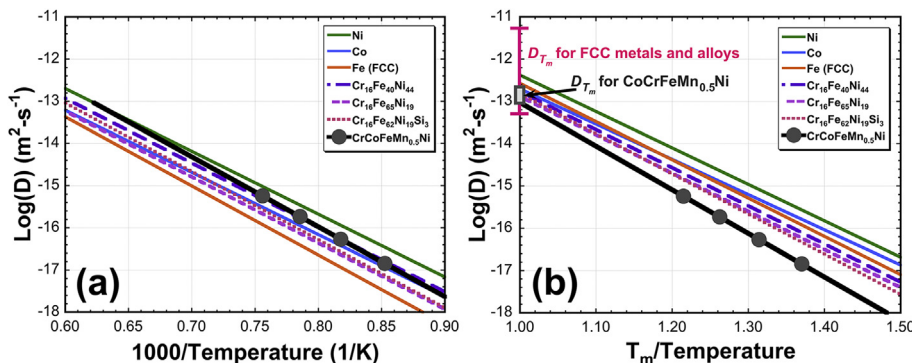 -11
-12
-13
-14
-15
-16
-17
-18
Log(D) (m²-s⁻¹)
Ni
Co
Fe (FCC)
Cr₁₆Fe₄₀Ni₄₄
Cr₁₆Fe₆₅Ni₁₉
Cr₁₆Fe₆₂Ni₁₉Si₃
CrCoFeMn₀.₅Ni
(a)
0.60 0.65 0.70 0.75 0.80 0.85 0.90
1000/Temperature (1/K)
-11
-12
-13
-14
-15
-16
-17
-18
Log(D) (m²-s⁻¹)
D_Tm for FCC metals and alloys
D_Tm for CoCrFeMn₀.₅Ni
Ni
Co
Fe (FCC)
Cr₁₆Fe₄₀Ni₄₄
Cr₁₆Fe₆₅Ni₁₉
Cr₁₆Fe₆₂Ni₁₉Si₃
CrCoFeMn₀.₅Ni
(b)
1.00 1.10 1.20 1.30 1.40 1.50
Tₘ/Temperature